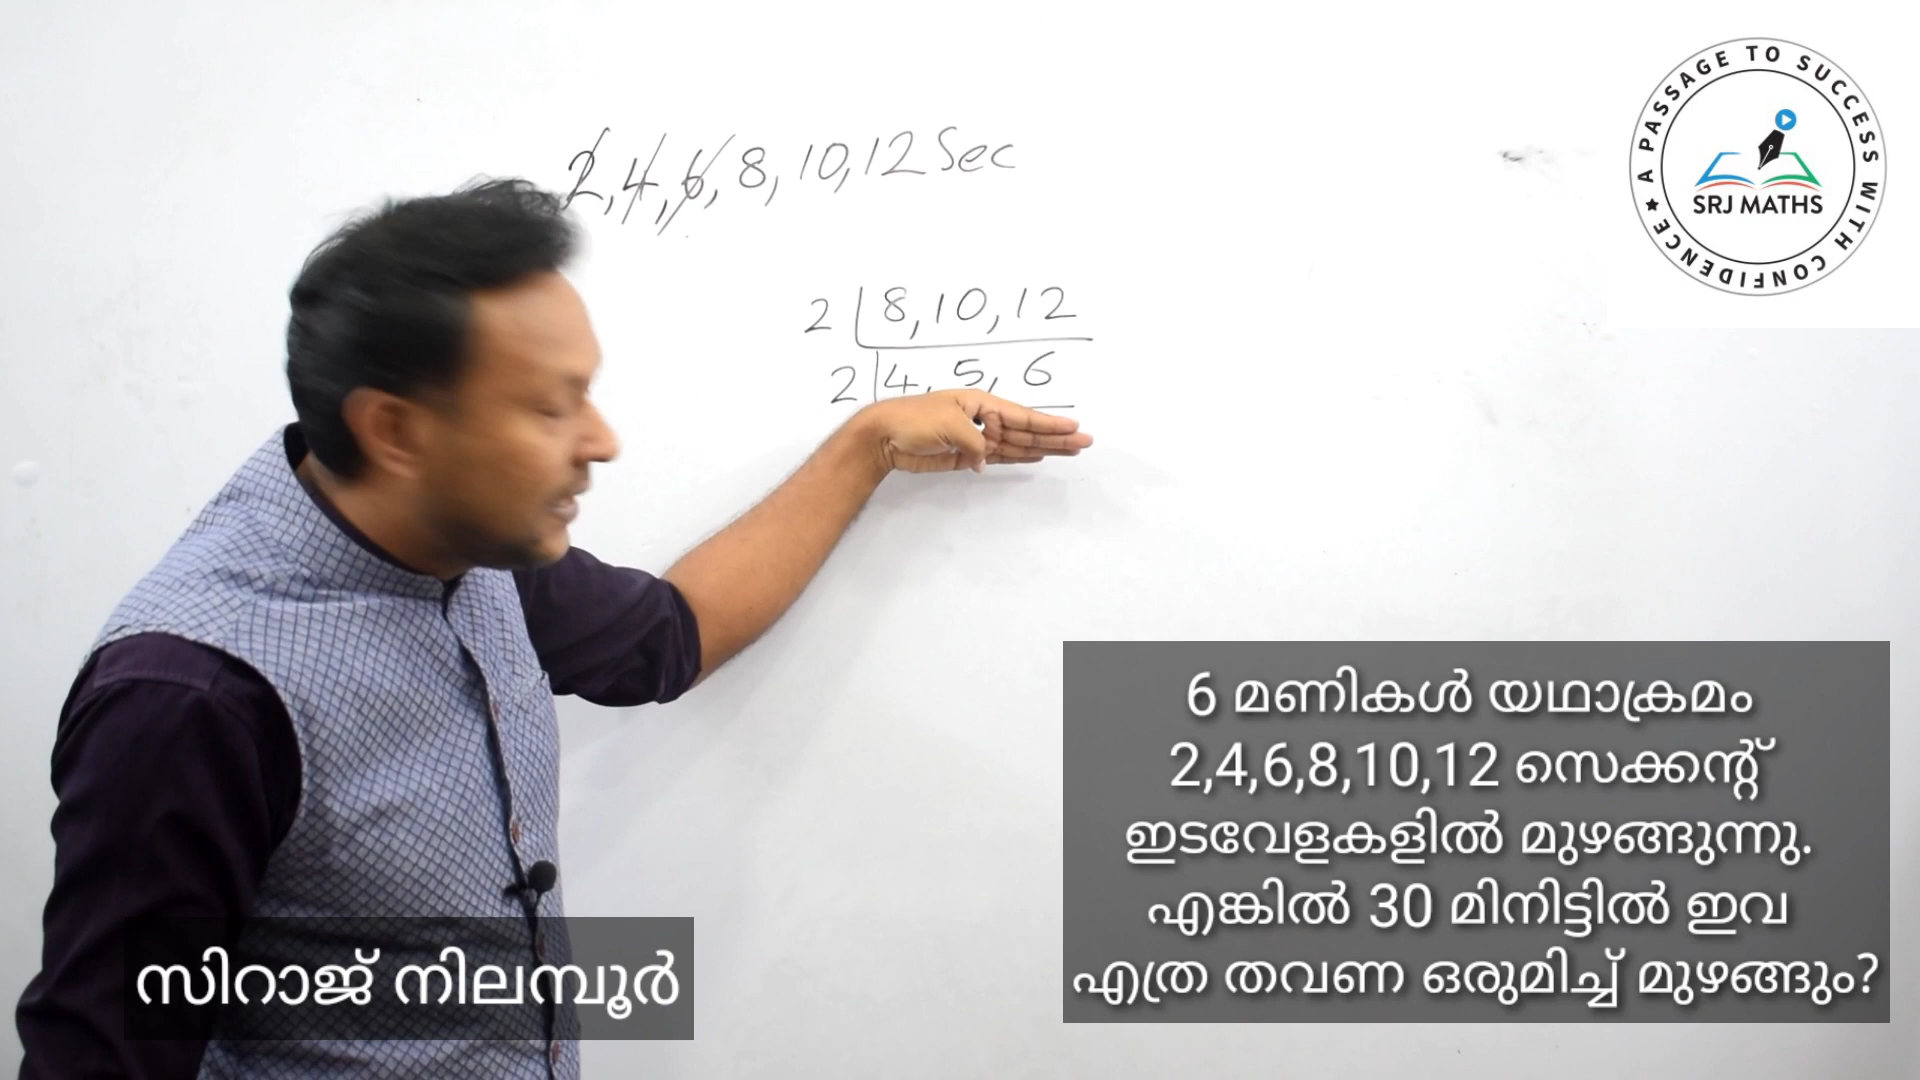 2, 4, 6, 8, 10, 12 Sec
A PASSAGE TO SUCCESS WITH CONFIDENCE ★
SRJ MATHS
2 | 8, 10, 12
2 | 4, 5, 6
6 മണികൾ യഥാക്രമം
2,4,6,8,10,12 സെക്കന്റ്
ഇടവേളകളിൽ മുഴങ്ങുന്നു.
എങ്കിൽ 30 മിനിട്ടിൽ ഇവ
എത്ര തവണ ഒരുമിച്ച് മുഴങ്ങും?
സിറാജ് നിലമ്പൂർ